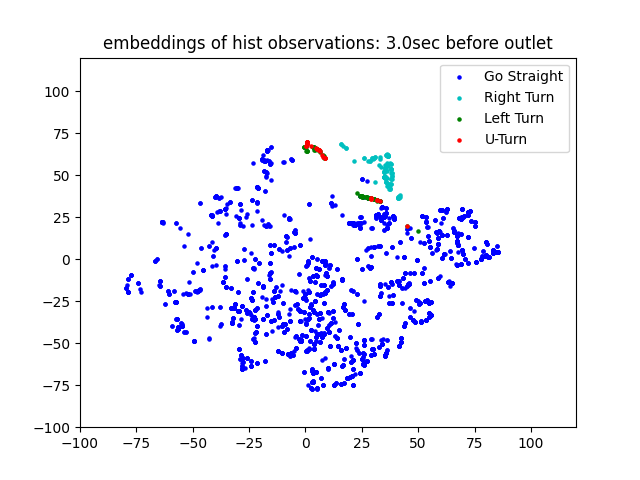 embeddings of hist observations: 3.0sec before outlet
Go Straight
Right Turn
Left Turn
U-Turn
100
75
50
25
0
−25
−50
−75
−100
−100 −75 −50 −25 0 25 50 75 100